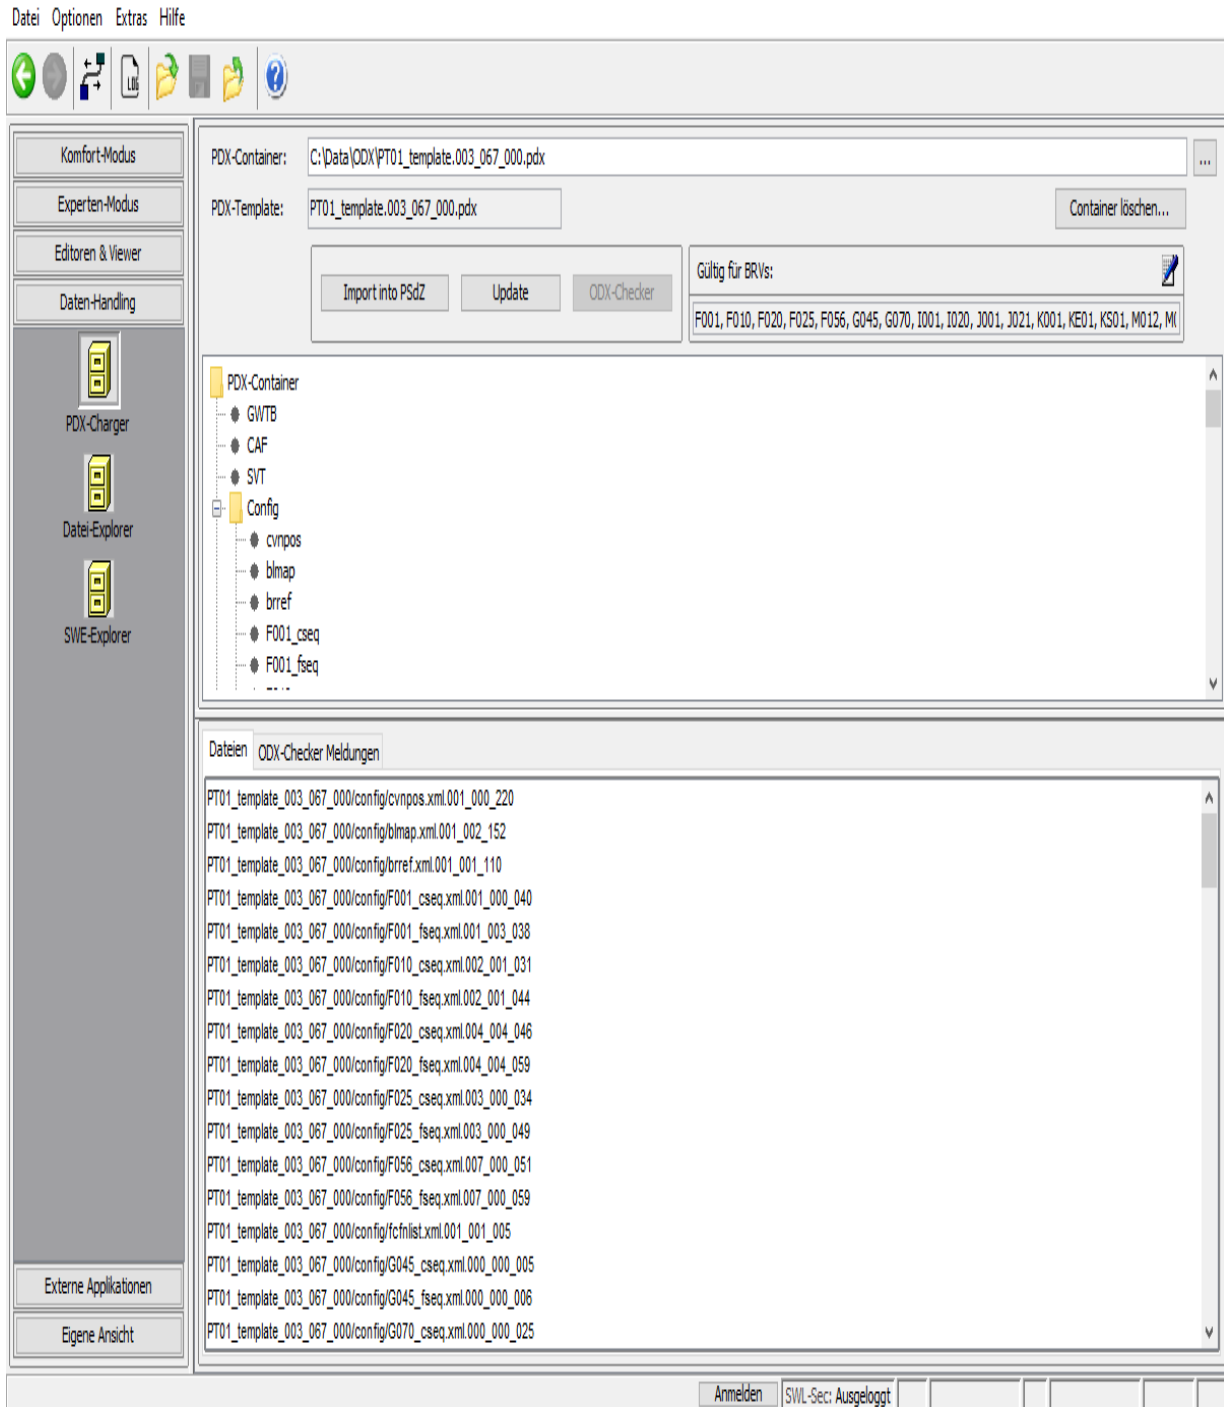 Datei Optionen Extras Hilfe
LOG
Komfort-Modus
Experten-Modus
Editoren & Viewer
Daten-Handling
PDX-Charger
Datei-Explorer
SWE-Explorer
Externe Applikationen
Eigene Ansicht
PDX-Container: C:\Data\ODX\PT01_template.003_067_000.pdx ...
PDX-Template: PT01_template.003_067_000.pdx Container löschen...
Import into PSdZ Update ODX-Checker
Gültig für BRVs:
F001, F010, F020, F025, F056, G045, G070, I001, I020, J001, J021, K001, KE01, KS01, M012,
PDX-Container
GWTB
CAF
SVT
Config
cvnpos
blmap
brref
F001_cseq
F001_fseq
Dateien ODX-Checker Meldungen
PT01_template_003_067_000/config/cvnpos.xml.001_000_220
PT01_template_003_067_000/config/blmap.xml.001_002_152
PT01_template_003_067_000/config/brref.xml.001_001_110
PT01_template_003_067_000/config/F001_cseq.xml.001_000_040
PT01_template_003_067_000/config/F001_fseq.xml.001_003_038
PT01_template_003_067_000/config/F010_cseq.xml.002_001_031
PT01_template_003_067_000/config/F010_fseq.xml.002_001_044
PT01_template_003_067_000/config/F020_cseq.xml.004_004_046
PT01_template_003_067_000/config/F020_fseq.xml.004_004_059
PT01_template_003_067_000/config/F025_cseq.xml.003_000_034
PT01_template_003_067_000/config/F025_fseq.xml.003_000_049
PT01_template_003_067_000/config/F056_cseq.xml.007_000_051
PT01_template_003_067_000/config/F056_fseq.xml.007_000_059
PT01_template_003_067_000/config/fcfnlist.xml.001_001_005
PT01_template_003_067_000/config/G045_cseq.xml.000_000_005
PT01_template_003_067_000/config/G045_fseq.xml.000_000_006
PT01_template_003_067_000/config/G070_cseq.xml.000_000_025
Anmelden SWL-Sec: Ausgeloggt